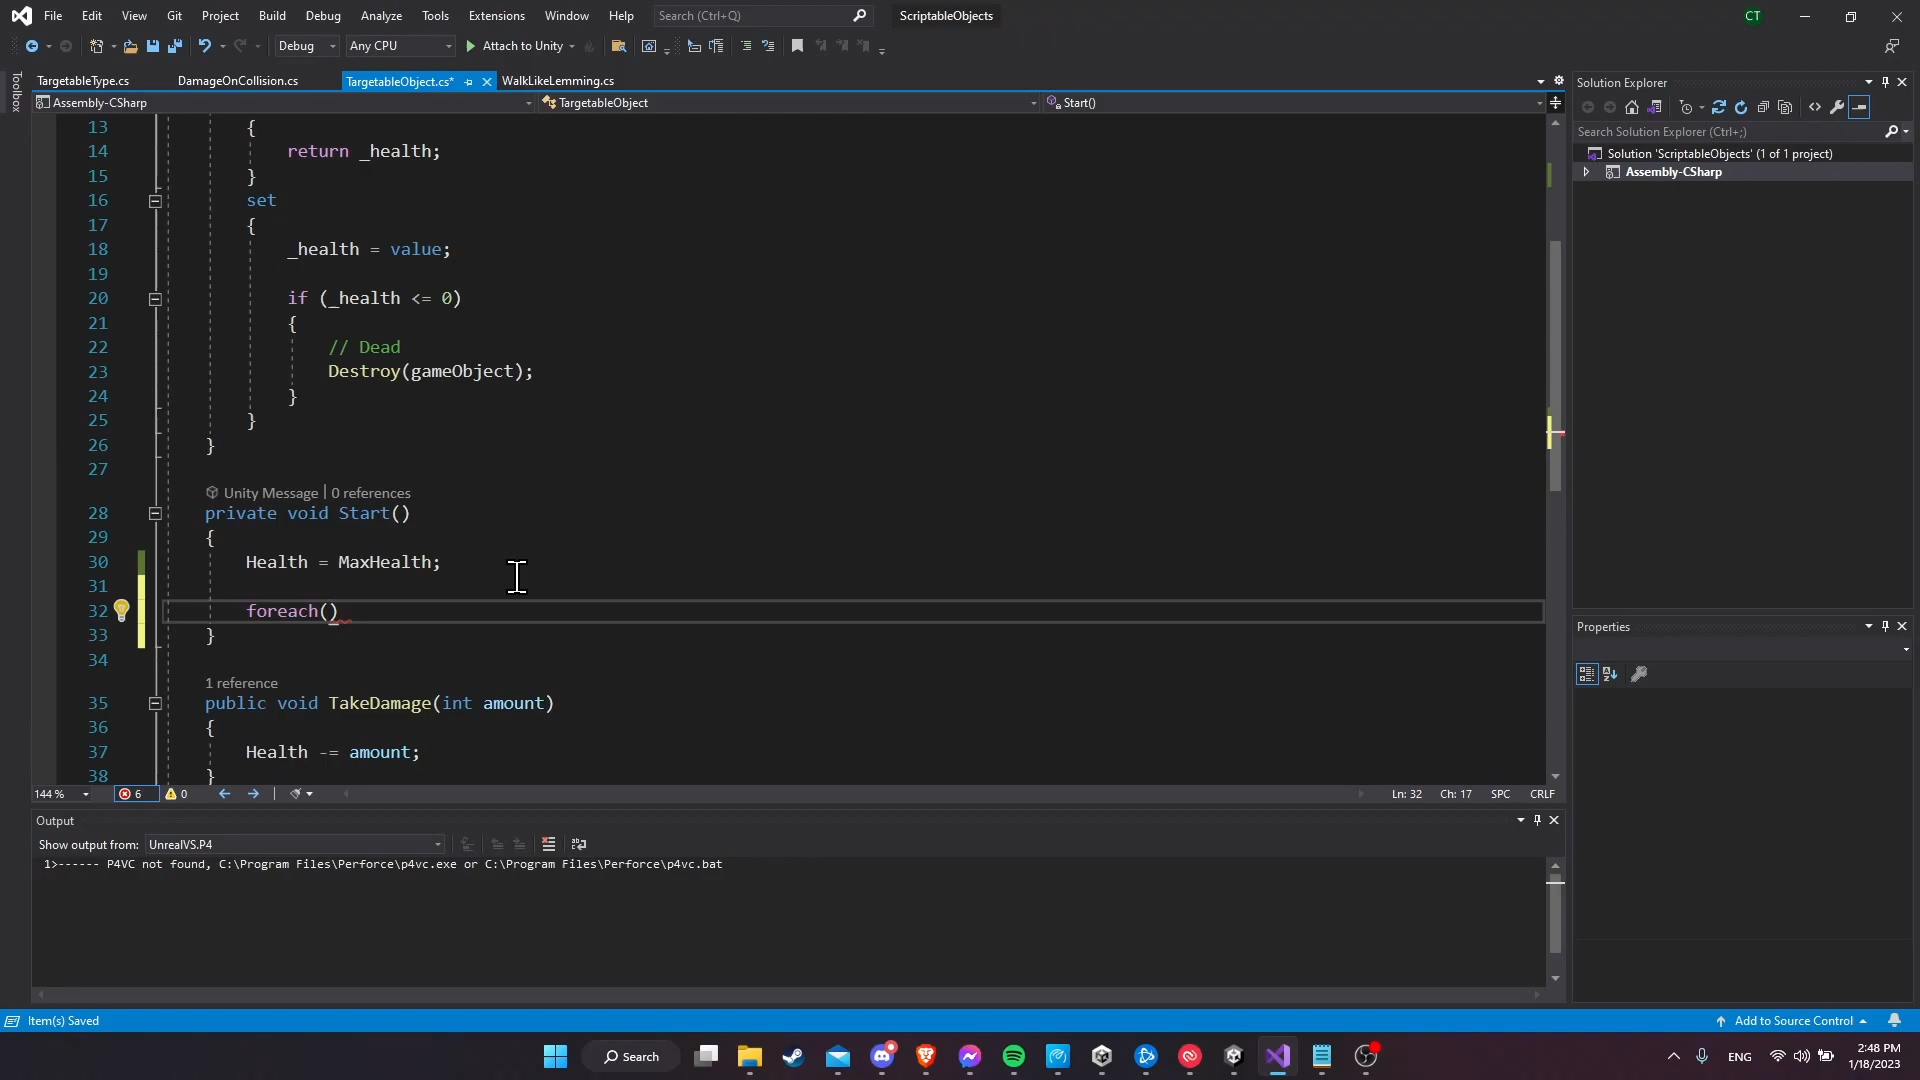 File Edit View Git Project Build Debug Analyze Tools Extensions Window Help Search (Ctrl+Q) ScriptableObjects CT
Debug Any CPU Attach to Unity
Toolbox
TargetableType.cs DamageOnCollision.cs TargetableObject.cs* WalkLikeLemming.cs
Assembly-CSharp TargetableObject Start()
13 {
14 return _health;
15 }
16 set
17 {
18 _health = value;
19
20 if (_health <= 0)
21 {
22 // Dead
23 Destroy(gameObject);
24 }
25 }
26 }
27
Unity Message | 0 references
28 private void Start()
29 {
30 Health = MaxHealth;
31
32 foreach()
33 }
34
1 reference
35 public void TakeDamage(int amount)
36 {
37 Health -= amount;
38 }
144 % 6 0 Ln: 32 Ch: 17 SPC CRLF
Output
Show output from: UnrealVS.P4
1>------ P4VC not found, C:\Program Files\Perforce\p4vc.exe or C:\Program Files\Perforce\p4vc.bat
Solution Explorer
Search Solution Explorer (Ctrl+;)
Solution 'ScriptableObjects' (1 of 1 project)
Assembly-CSharp
Properties
Item(s) Saved Add to Source Control
Search ENG 2:48 PM
1/18/2023